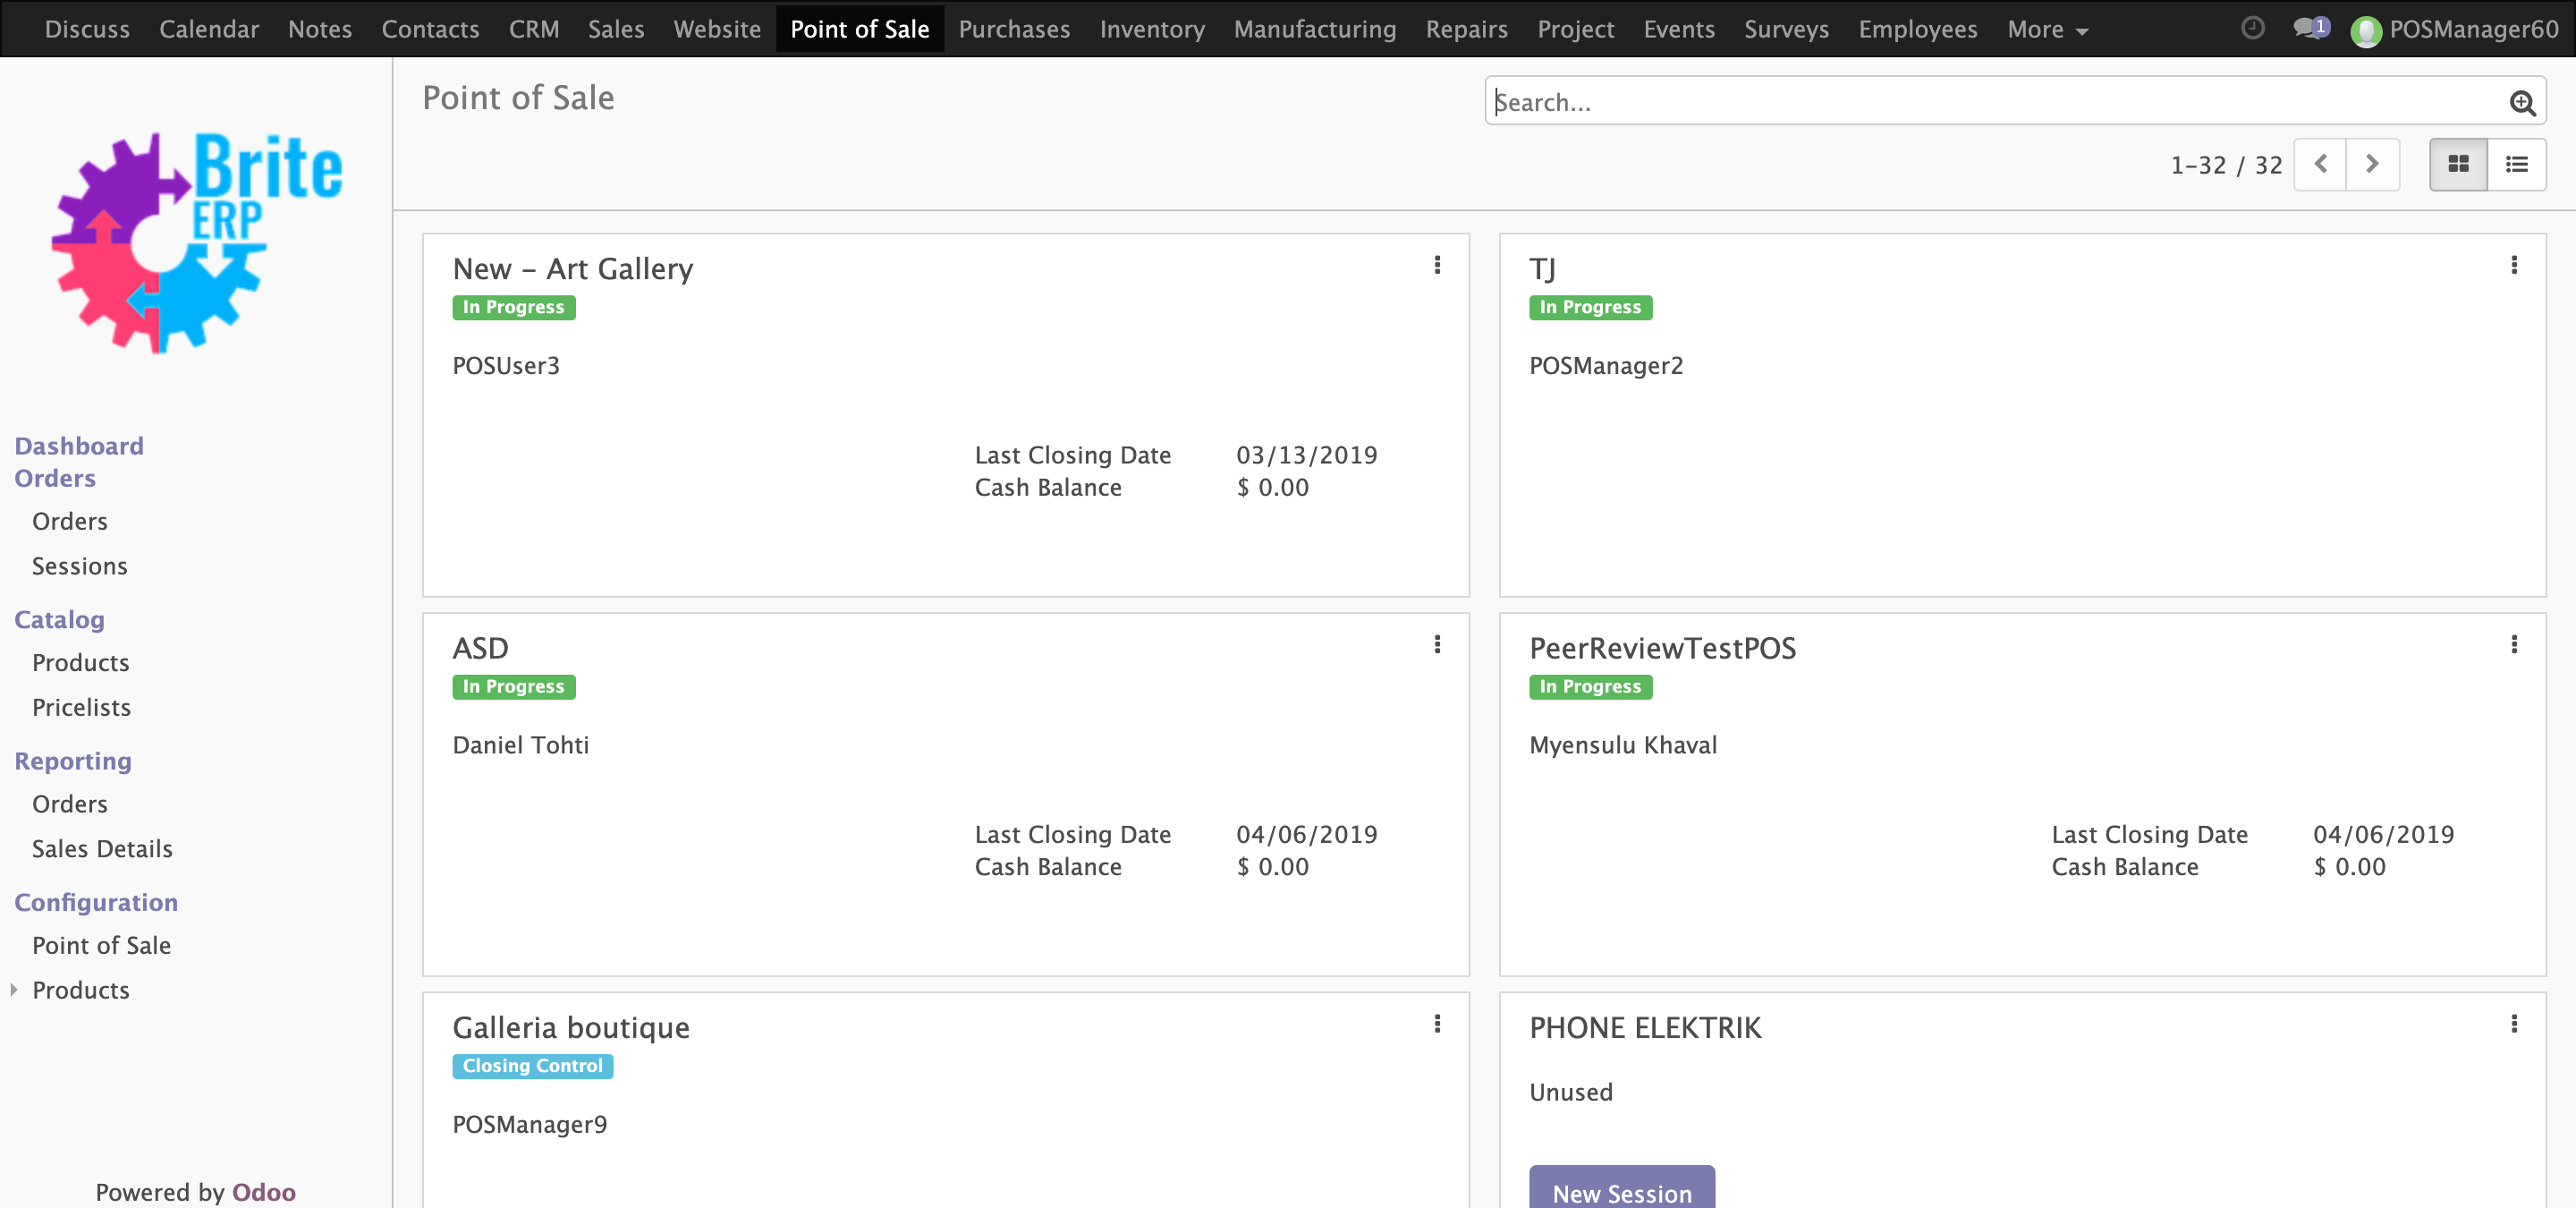 Discuss Calendar Notes Contacts CRM Sales Website Point of Sale Purchases Inventory Manufacturing Repairs Project Events Surveys Employees More 1 POSManager60
Brite
ERP
Dashboard
Orders
Orders
Sessions
Catalog
Products
Pricelists
Reporting
Orders
Sales Details
Configuration
Point of Sale
Products
Powered by Odoo
Point of Sale
Search...
1-32 / 32
New - Art Gallery
In Progress
POSUser3
Last Closing Date 03/13/2019
Cash Balance $ 0.00
TJ
In Progress
POSManager2
ASD
In Progress
Daniel Tohti
Last Closing Date 04/06/2019
Cash Balance $ 0.00
PeerReviewTestPOS
In Progress
Myensulu Khaval
Last Closing Date 04/06/2019
Cash Balance $ 0.00
Galleria boutique
Closing Control
POSManager9
PHONE ELEKTRIK
Unused
New Session